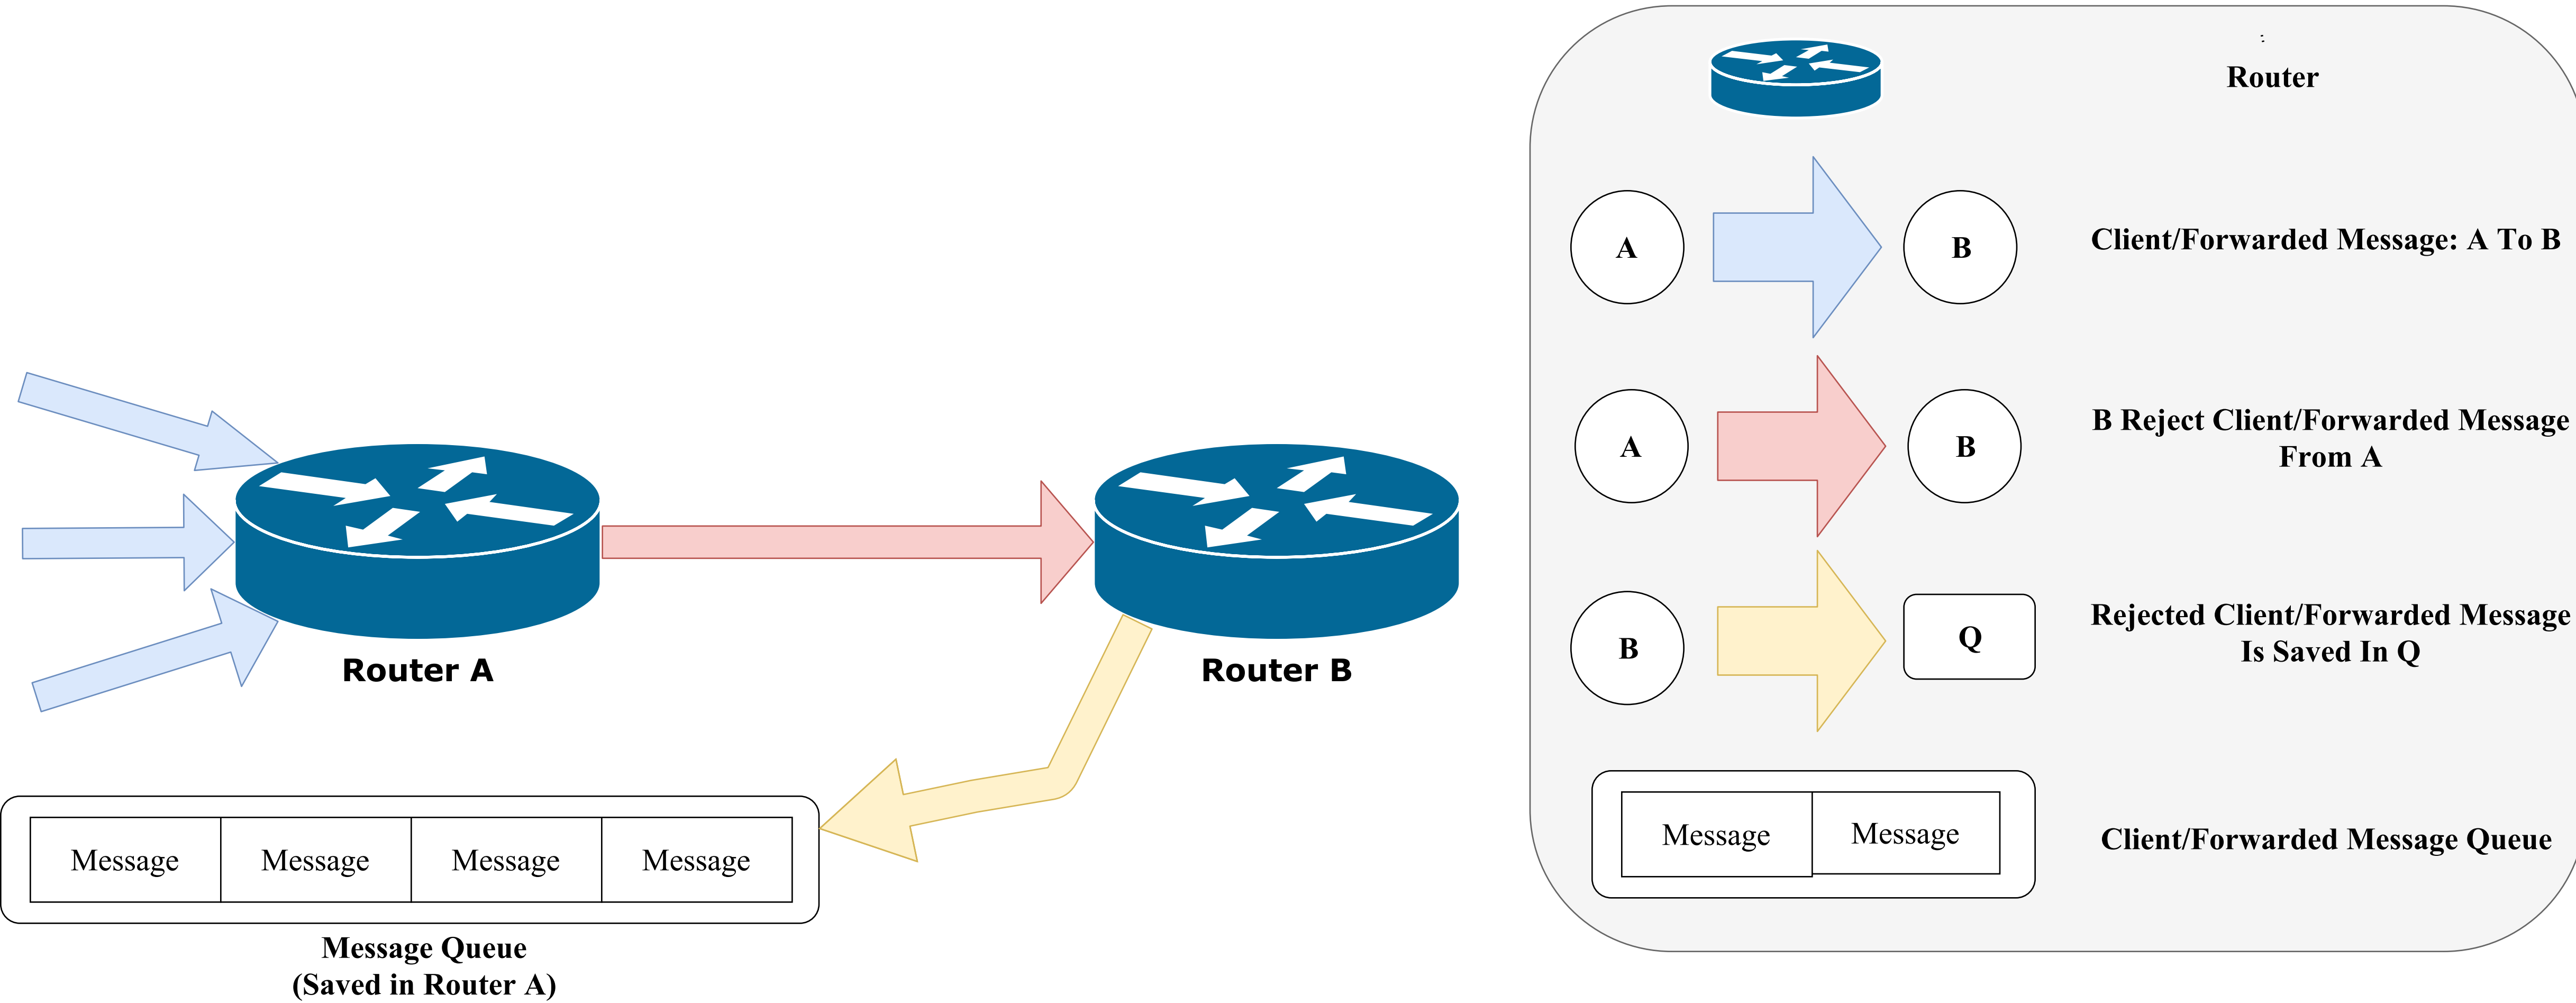 Router A
Router B
Message Message Message Message
Message Queue
(Saved in Router A)
:
Router
A
B
Client/Forwarded Message: A To B
A
B
B Reject Client/Forwarded Message
From A
B
Q
Rejected Client/Forwarded Message
Is Saved In Q
Message Message
Client/Forwarded Message Queue